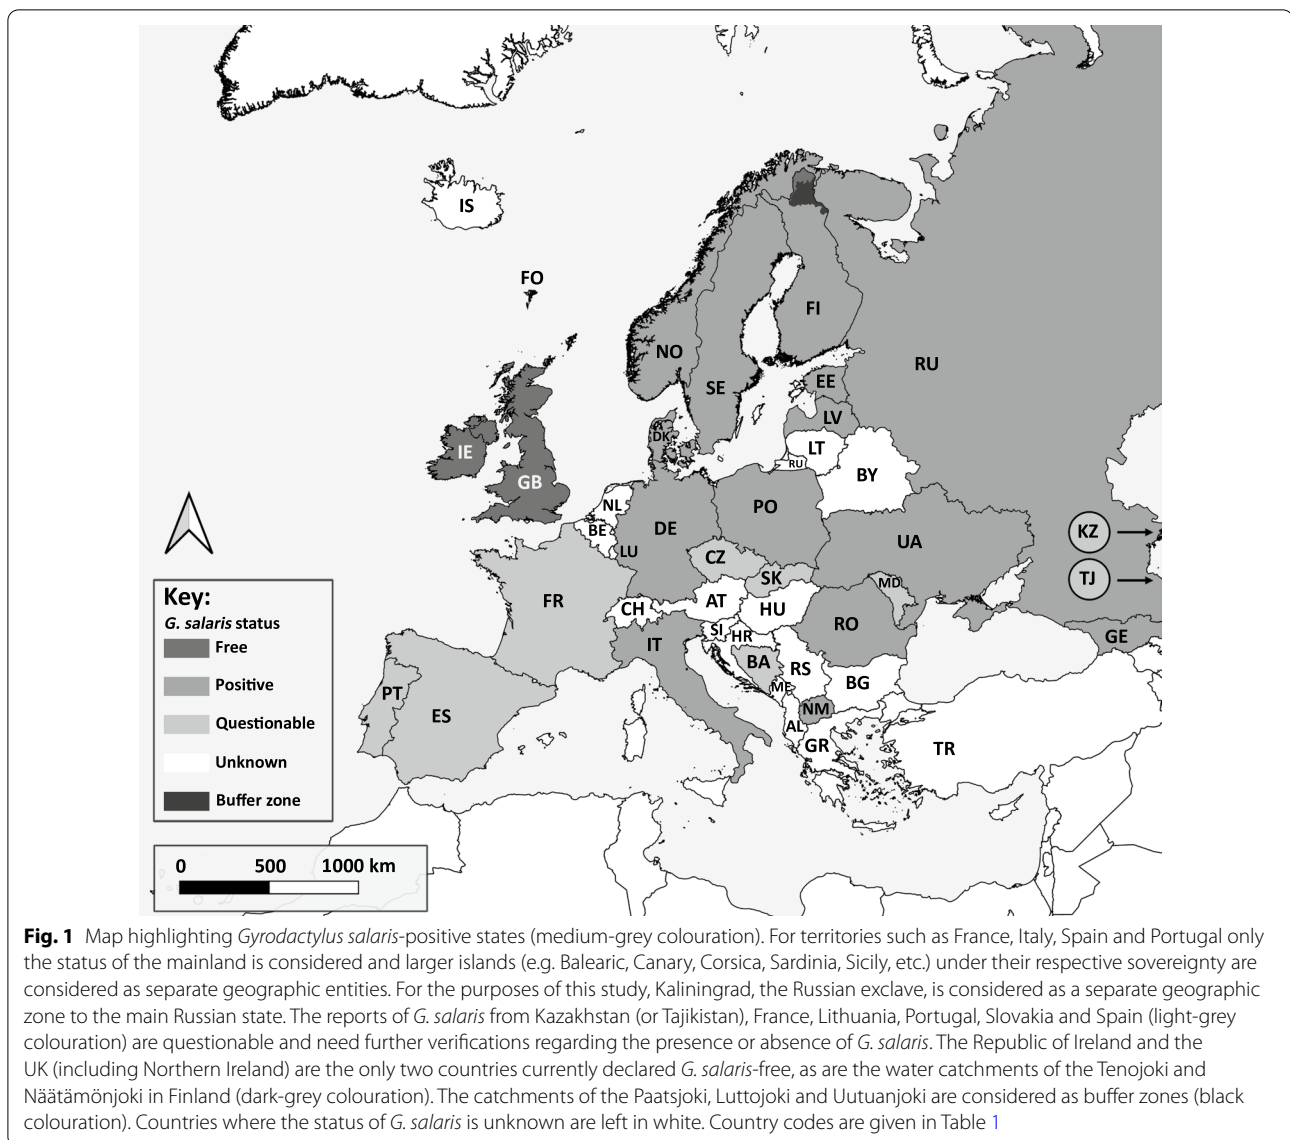 IS
FO
FI
NO
RU
SE
EE
LV
DK
LT
RU
BY
IE
GB
NL
BE
DE
PO
LU
UA
KZ
TJ
CZ
SK
MD
FR
CH
AT
HU
SI
HR
RO
IT
GE
BA
RS
ME
BG
PT
ES
NM
AL
GR
TR
Key:
G. salaris status
Free
Positive
Questionable
Unknown
Buffer zone
0 500 1000 km
Fig. 1 Map highlighting Gyrodactylus salaris-positive states (medium-grey colouration). For territories such as France, Italy, Spain and Portugal only
the status of the mainland is considered and larger islands (e.g. Balearic, Canary, Corsica, Sardinia, Sicily, etc.) under their respective sovereignty are
considered as separate geographic entities. For the purposes of this study, Kaliningrad, the Russian exclave, is considered as a separate geographic
zone to the main Russian state. The reports of G. salaris from Kazakhstan (or Tajikistan), France, Lithuania, Portugal, Slovakia and Spain (light-grey
colouration) are questionable and need further verifications regarding the presence or absence of G. salaris. The Republic of Ireland and the
UK (including Northern Ireland) are the only two countries currently declared G. salaris-free, as are the water catchments of the Tenojoki and
Näätämönjoki in Finland (dark-grey colouration). The catchments of the Paatsjoki, Luttojoki and Uutuanjoki are considered as buffer zones (black
colouration). Countries where the status of G. salaris is unknown are left in white. Country codes are given in Table 1